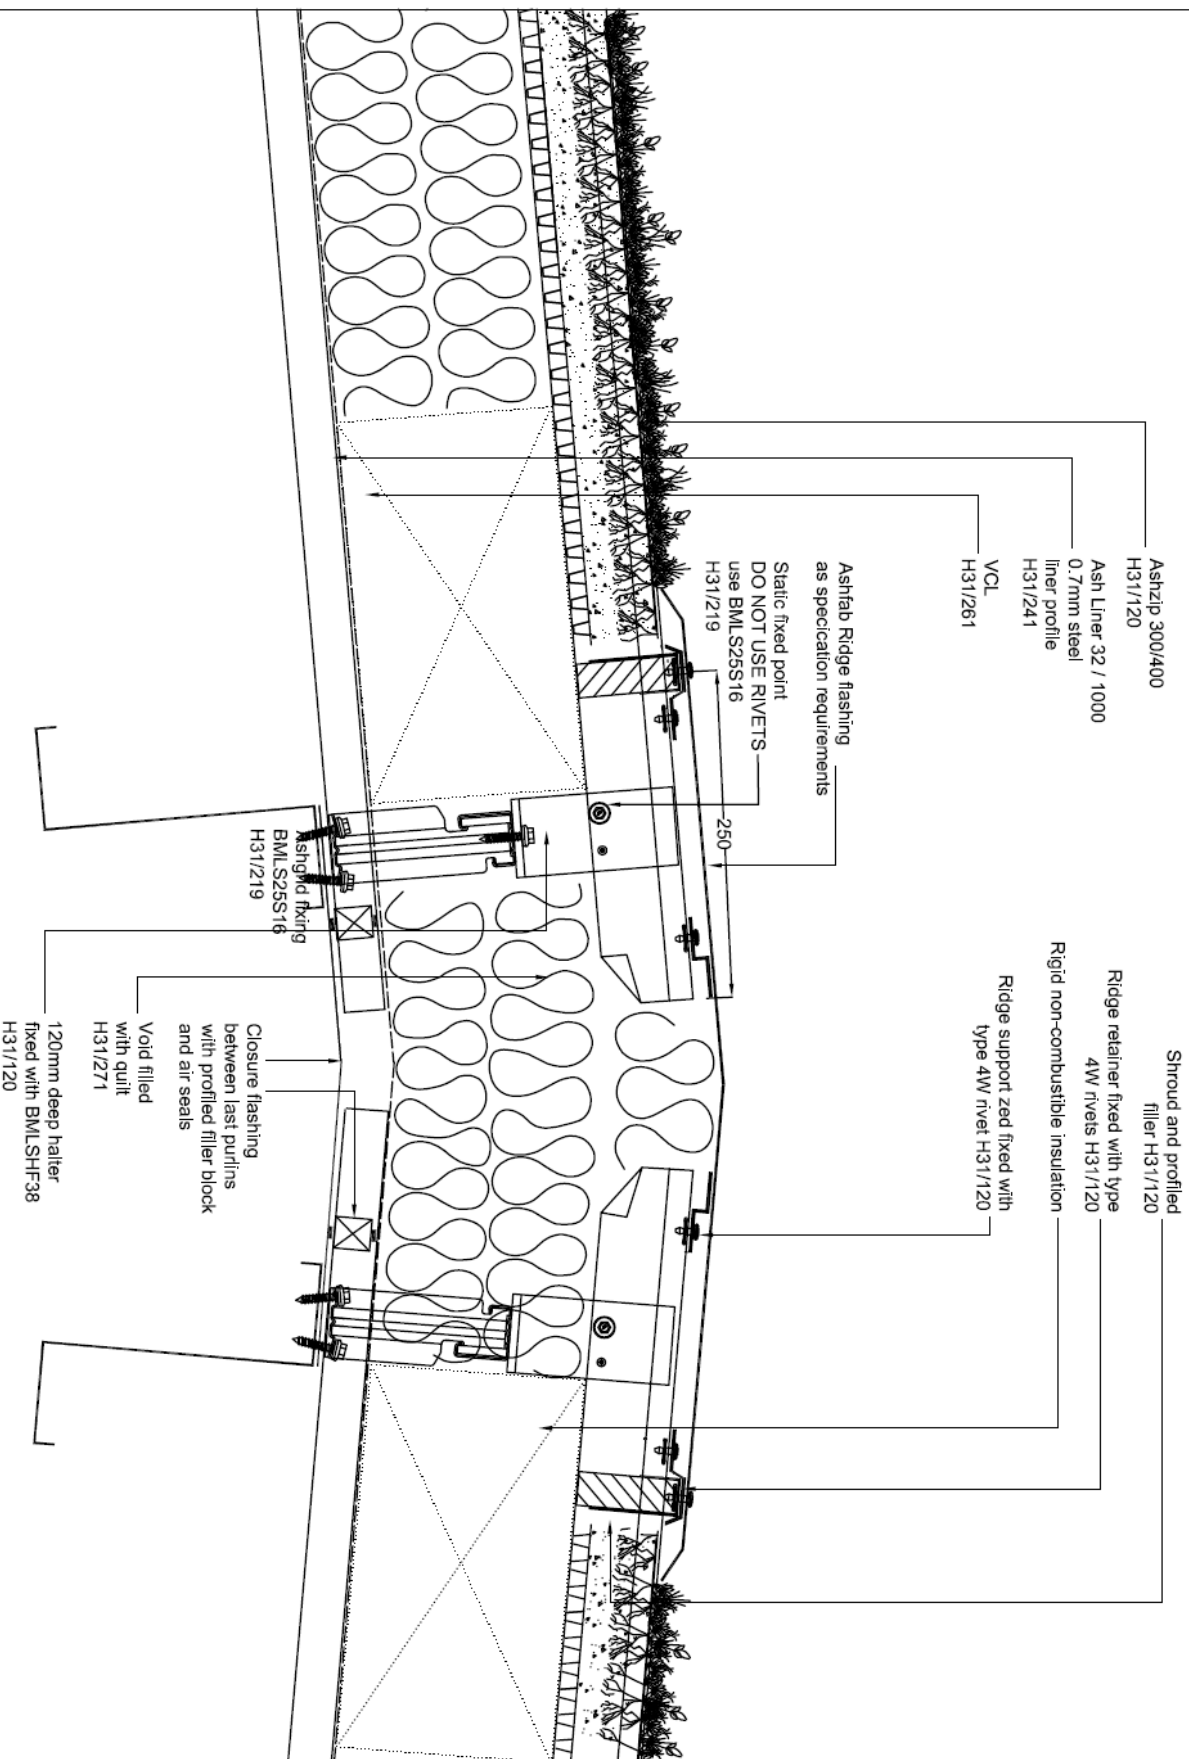 Ashzip 300/400
H31/120
Ash Liner 32 / 1000
0.7mm steel
liner profile
H31/241
VCL
H31/261
Ashfab Ridge flashing
as specication requirements
Static fixed point
DO NOT USE RIVETS
use BMLS25S16
H31/219
250
Shroud and profiled
filler H31/120
Ridge retainer fixed with type
4W rivets H31/120
Rigid non-combustible insulation
Ridge support zed fixed with
type 4W rivet H31/120
Ashgrid fixing
BMLS25S16
H31/219
Closure flashing
between last purlins
with profiled filler block
and air seals
Void filled
with quilt
H31/271
120mm deep halter
fixed with BMLSHF38
H31/120